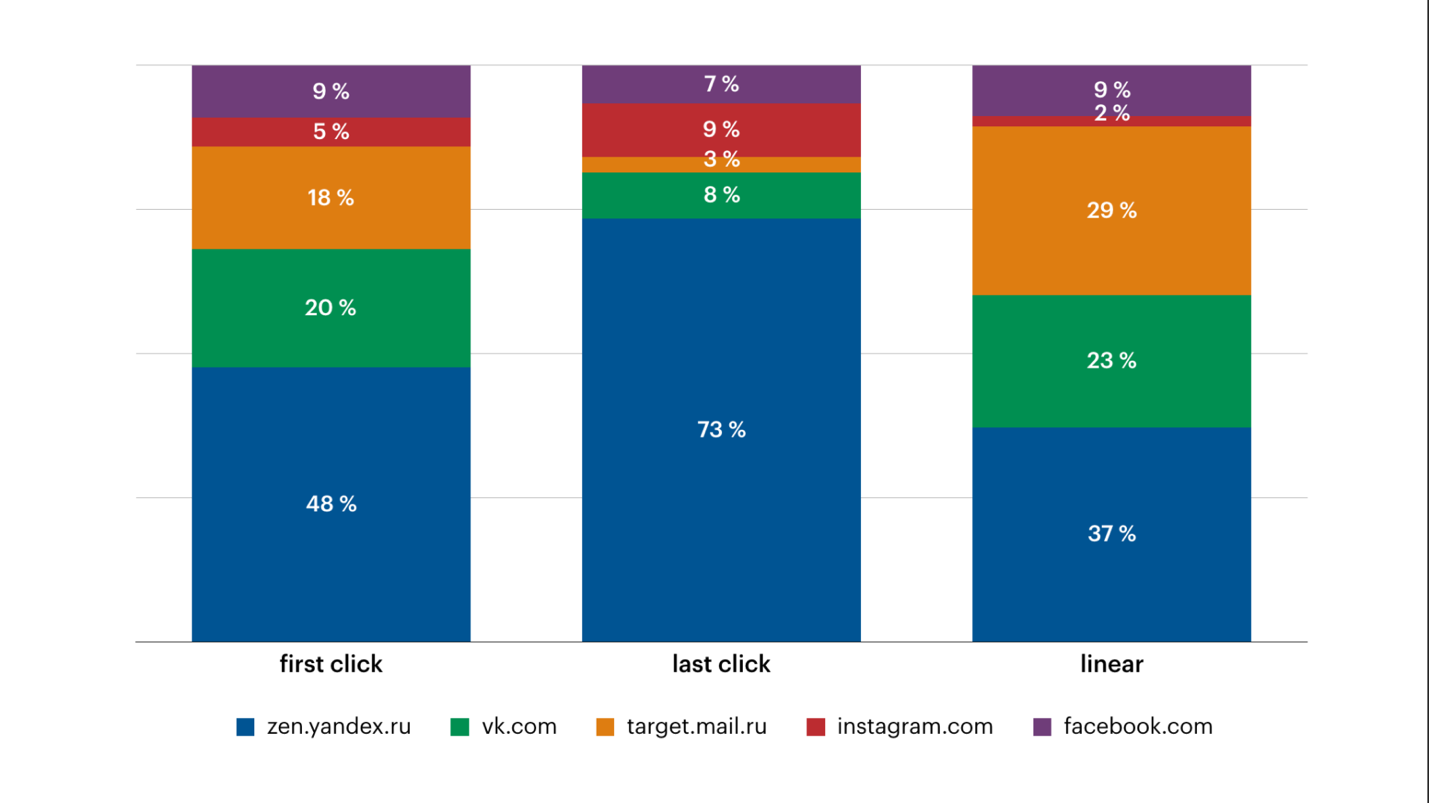 9 %
5 %
18 %
20 %
48 %
7 %
9 %
3 %
8 %
73 %
9 %
2 %
29 %
23 %
37 %
first click
last click
linear
zen.yandex.ru
vk.com
target.mail.ru
instagram.com
facebook.com